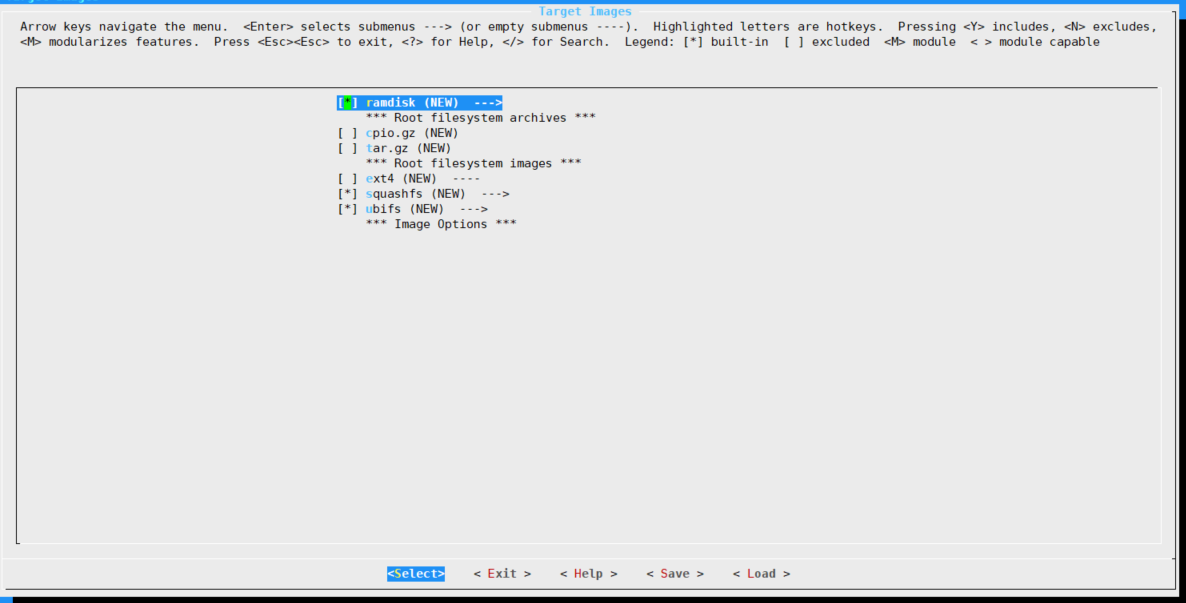 Target Images
Arrow keys navigate the menu.  <Enter> selects submenus ---> (or empty submenus ----).  Highlighted letters are hotkeys.  Pressing <Y> includes, <N> excludes,
<M> modularizes features.  Press <Esc><Esc> to exit, <?> for Help, </> for Search.  Legend: [*] built-in  [ ] excluded  <M> module  < > module capable
[*] ramdisk (NEW)  --->
*** Root filesystem archives ***
[ ] cpio.gz (NEW)
[ ] tar.gz (NEW)
*** Root filesystem images ***
[ ] ext4 (NEW)  ----
[*] squashfs (NEW)  --->
[*] ubifs (NEW)  --->
*** Image Options ***
<Select>    < Exit >    < Help >    < Save >    < Load >